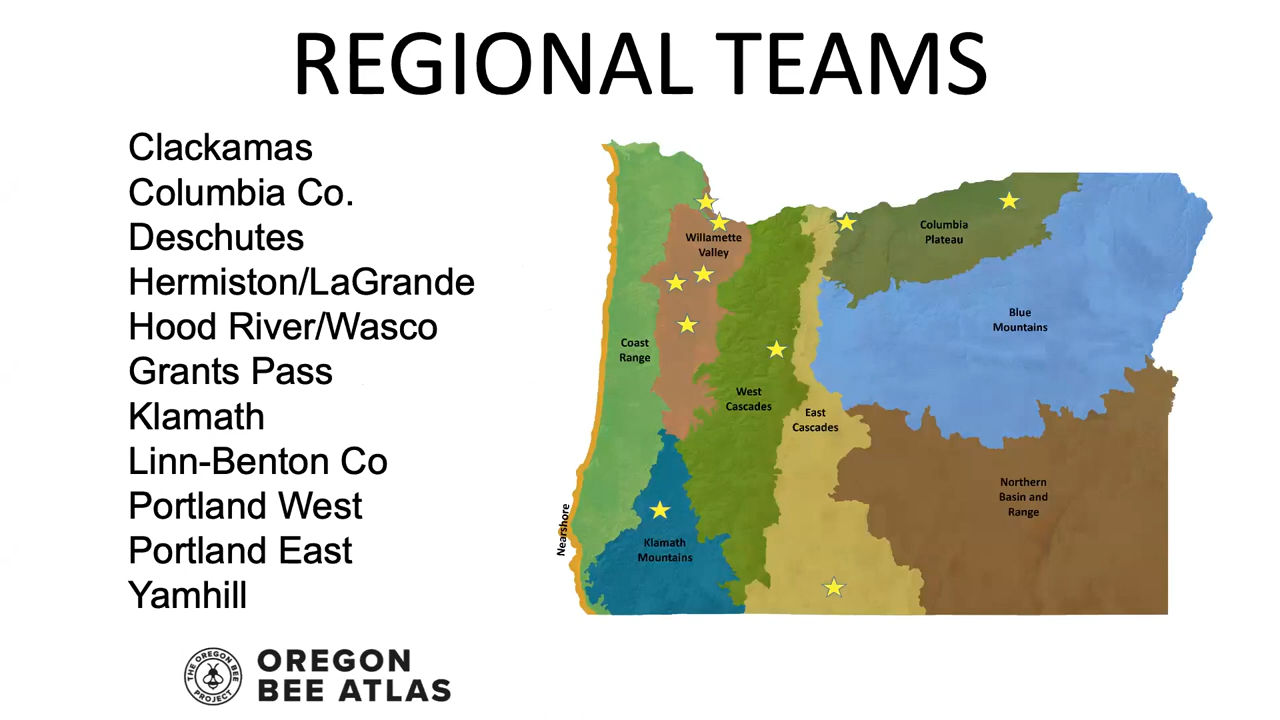 REGIONAL TEAMS
Clackamas
Columbia Co.
Deschutes
Hermiston/LaGrande
Hood River/Wasco
Grants Pass
Klamath
Linn-Benton Co
Portland West
Portland East
Yamhill
Willamette
Valley
Columbia
Plateau
Blue
Mountains
Coast
Range
West
Cascades
East
Cascades
Northern
Basin and
Range
Nearshore
Klamath
Mountains
THE OREGON BEE
PROJECT
OREGON
BEE ATLAS